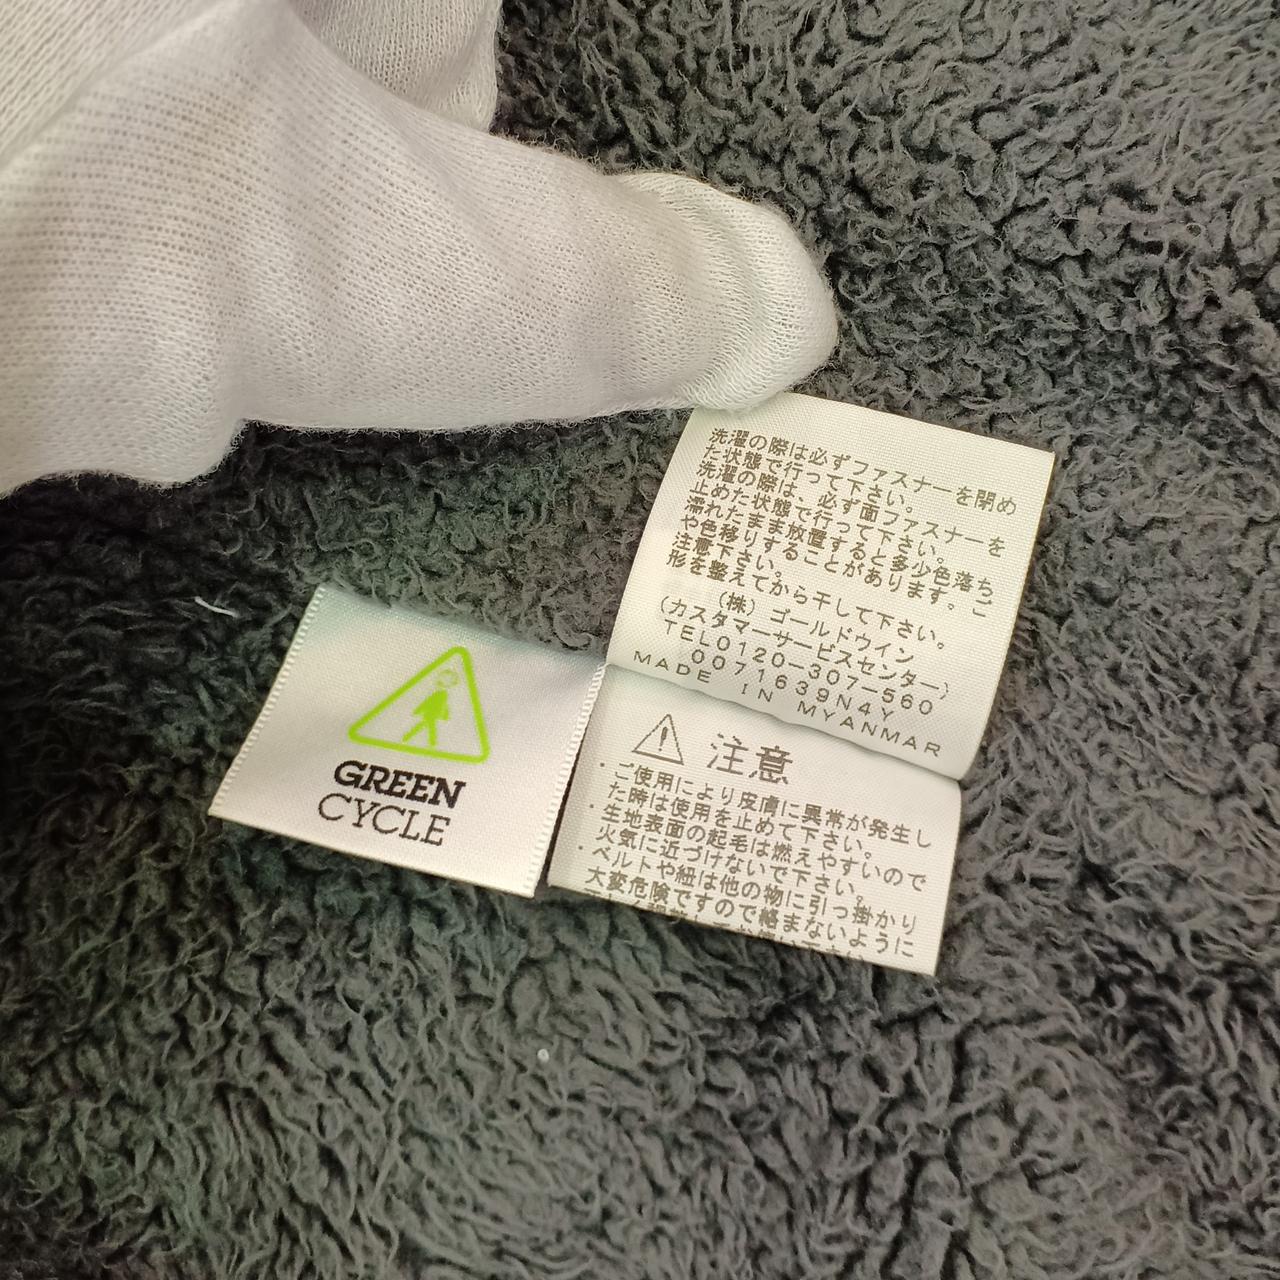 洗濯の際は必ずファスナーを閉め
た状態で行って下さい。
洗濯の際は、必ず面ファスナーを
止めた状態で行って下さい。
濡れたまま放置すると多少色落ち
や色移りすることがあります。ご
注意下さい。
形を整えてから干して下さい。
(株)ゴールドウイン
(カスタマーサービスセンター)
TEL0120-307-560
0071639N4Y
MADE IN MYANMAR
GREEN
CYCLE
注意
・ご使用により皮膚に異常が発生し
た時は使用を止めて下さい。
・生地表面の起毛は燃えやすいので
火気に近づけないで下さい。
・ベルトや紐は他の物に引っ掛かり
大変危険ですので絡まないように